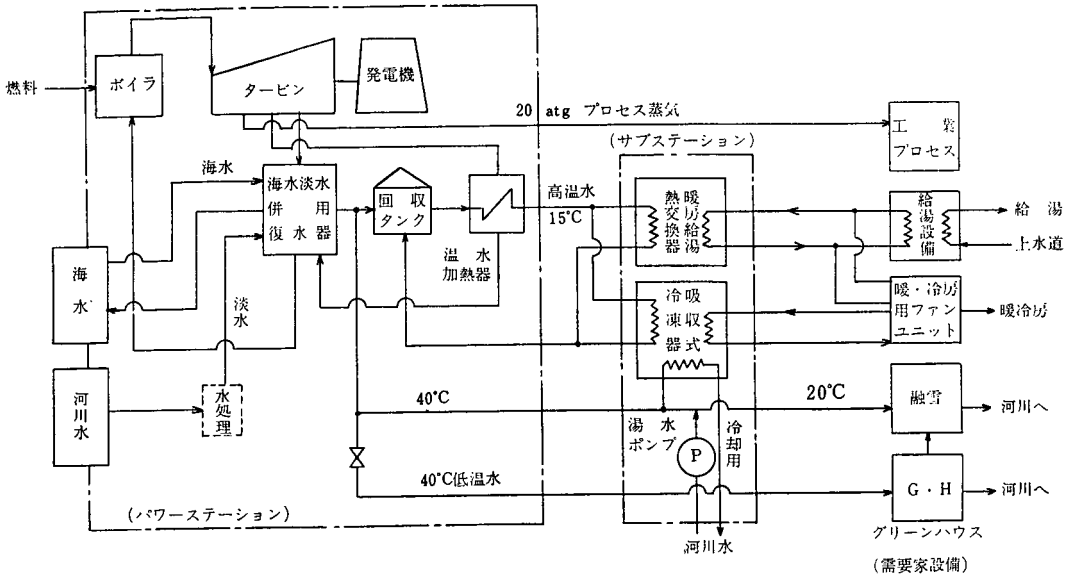 燃料
ボイラ
タービン
発電機
20 atg プロセス蒸気
工業
プロセス
(サブステーション)
海水
海水淡水
併用
復水器
回収
タンク
温水
加熱器
高温水
15°C
暖房給湯
熱交換器
給湯設備
給湯
上水道
海水
淡水
吸収式
冷凍器
暖・冷房
用ファン
ユニット
暖冷房
河川水
水処理
40°C
湯水
ポンプ
P
冷却用
20°C
融雪
河川へ
40°C低温水
G・H
河川へ
(パワーステーション)
河川水
グリーンハウス
(需要家設備)